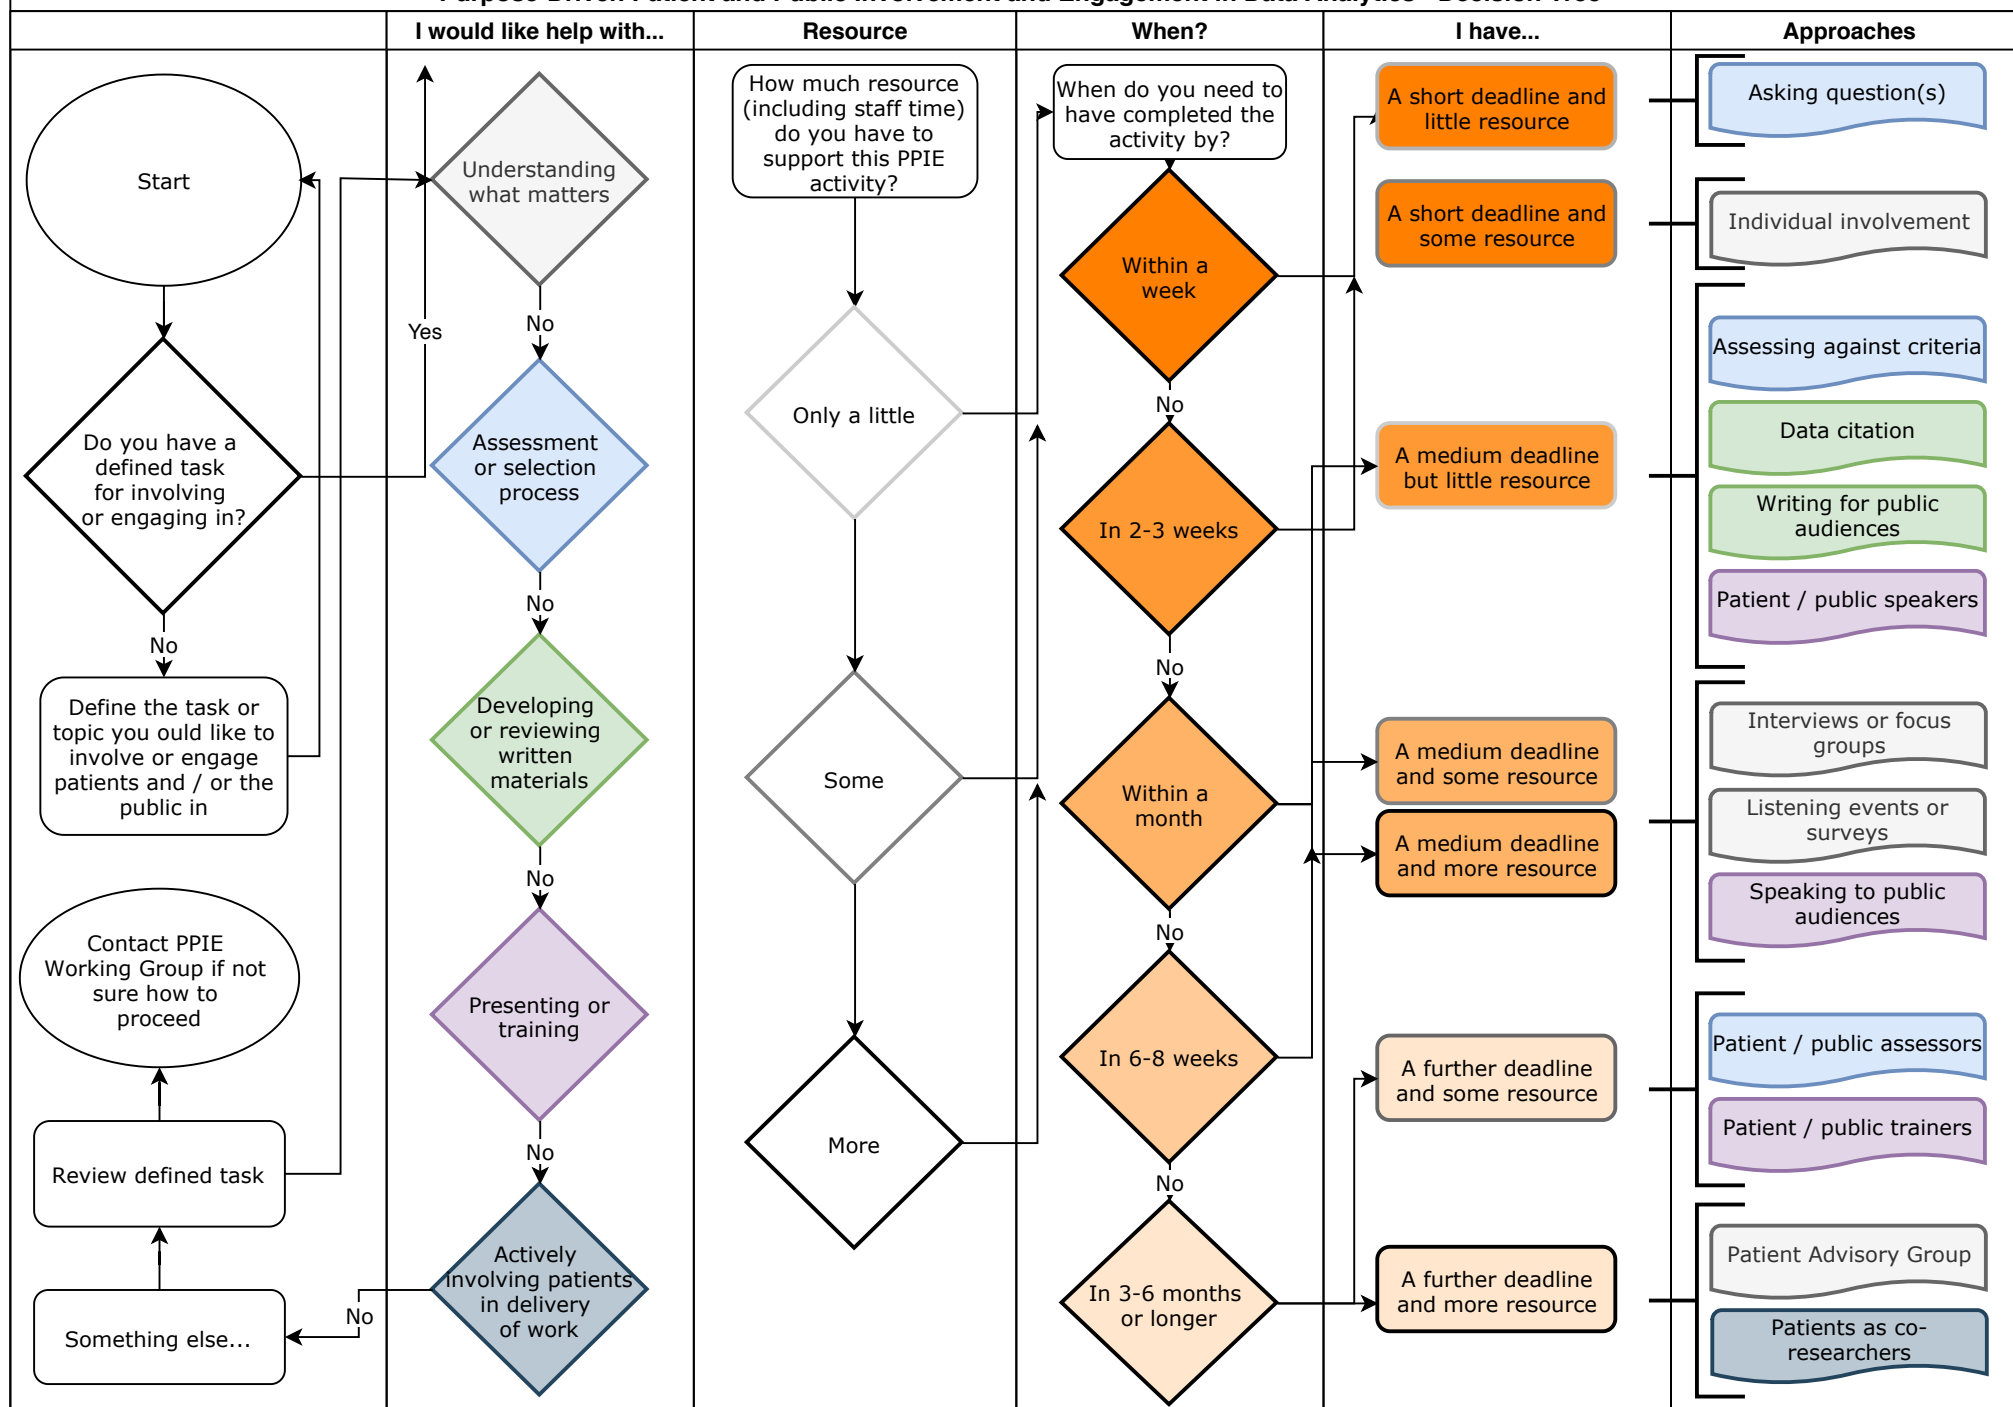 I would like help with...
Resource
When?
I have...
Approaches
Start
Do you have a
defined task
for involving
or engaging in?
No
Yes
Define the task or
topic you ould like to
involve or engage
patients and / or the
public in
Contact PPIE
Working Group if not
sure how to
proceed
Review defined task
Something else...
No
Understanding
what matters
No
Assessment
or selection
process
No
Developing
or reviewing
written
materials
No
Presenting or
training
No
Actively
involving patients
in delivery
of work
How much resource
(including staff time)
do you have to
support this PPIE
activity?
Only a little
Some
More
When do you need to
have completed the
activity by?
Within a
week
No
In 2-3 weeks
No
Within a
month
No
In 6-8 weeks
No
In 3-6 months
or longer
A short deadline and
little resource
A short deadline and
some resource
A medium deadline
but little resource
A medium deadline
and some resource
A medium deadline
and more resource
A further deadline
and some resource
A further deadline
and more resource
Asking question(s)
Individual involvement
Assessing against criteria
Data citation
Writing for public
audiences
Patient / public speakers
Interviews or focus
groups
Listening events or
surveys
Speaking to public
audiences
Patient / public assessors
Patient / public trainers
Patient Advisory Group
Patients as co-
researchers